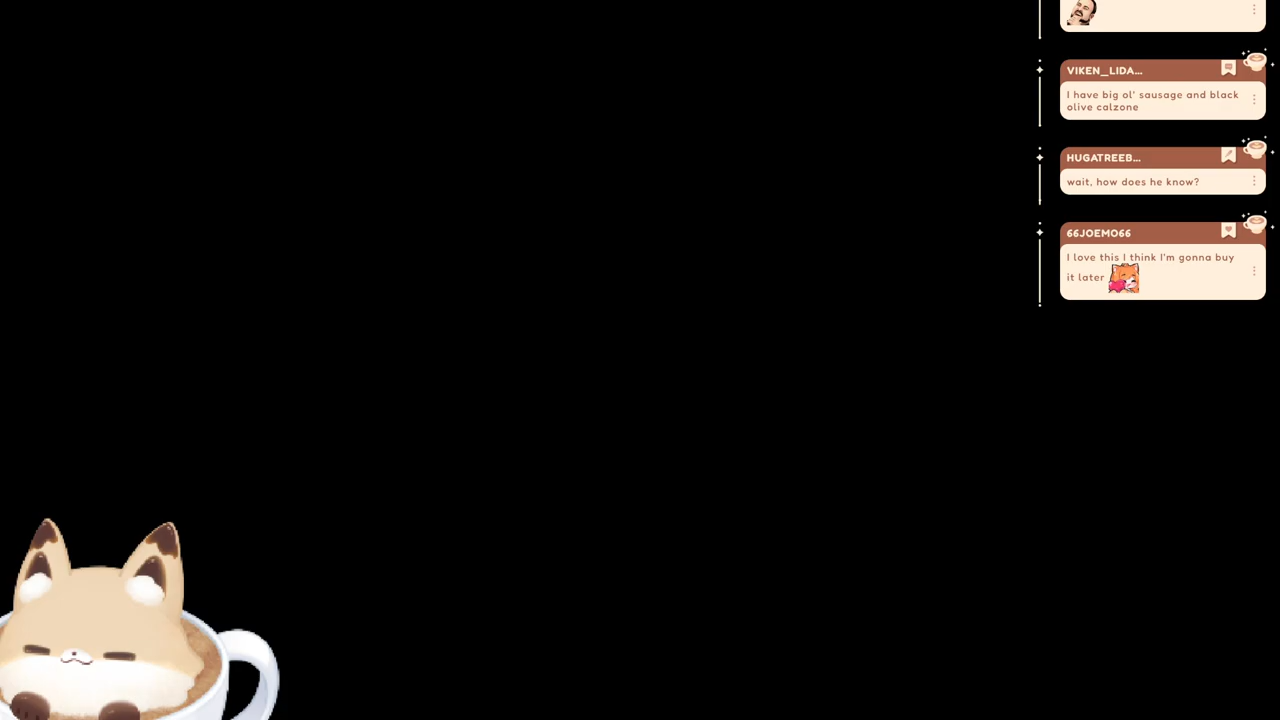 VIKEN_LIDA...
I have big ol' sausage and black
olive calzone
HUGATREEB...
wait, how does he know?
66JOEMO66
I love this I think I'm gonna buy
it later